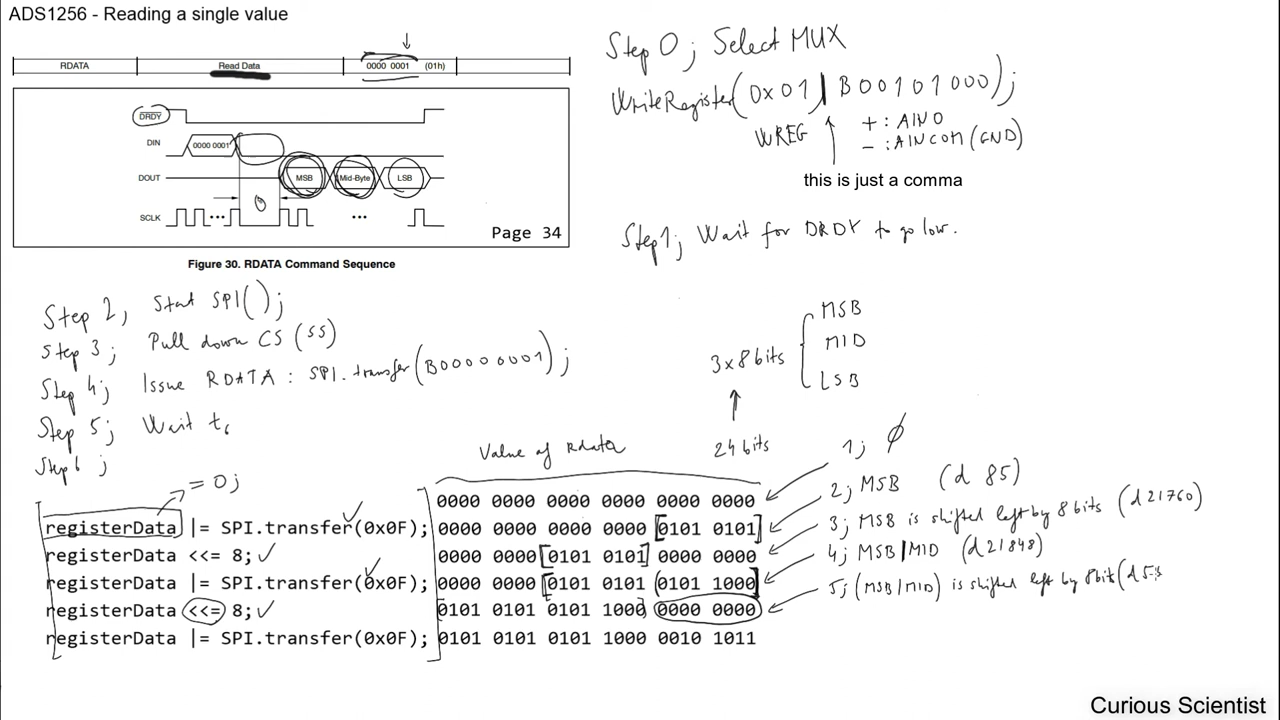 ADS1256 - Reading a single value
RDATA Read Data 0000 0001 (01h)
DRDY
DIN 0000 0001
DOUT MSB Mid-Byte LSB
SCLK
Page 34
Figure 30. RDATA Command Sequence
Step 0; Select MUX
WriteRegister(0x01 | B00101000);
WREG
+ : AIN0
- : AINCOM (GND)
this is just a comma
Step 1; Wait for DRDY to go low.
Step 2; Start SPI();
Step 3; Pull down CS (SS)
Step 4; Issue RDATA : SPI.transfer(B00000001);
Step 5; Wait t6
Step 6;
= 0;
registerData |= SPI.transfer(0x0F);
registerData <<= 8;
registerData |= SPI.transfer(0x0F);
registerData <<= 8;
registerData |= SPI.transfer(0x0F);
3x8bits
MSB
MID
LSB
24 bits
Value of Rdata
0000 0000 0000 0000 0000 0000
0000 0000 0000 0000 0101 0101
0000 0000 0101 0101 0000 0000
0000 0000 0101 0101 0101 1000
0101 0101 0101 1000 0000 0000
0101 0101 0101 1000 0010 1011
1; ∅
2; MSB (d 85)
3; MSB is shifted left by 8 bits (d21760)
4; MSB|MID (d21848)
5; (MSB|MID) is shifted left by 8bit (d
Curious Scientist